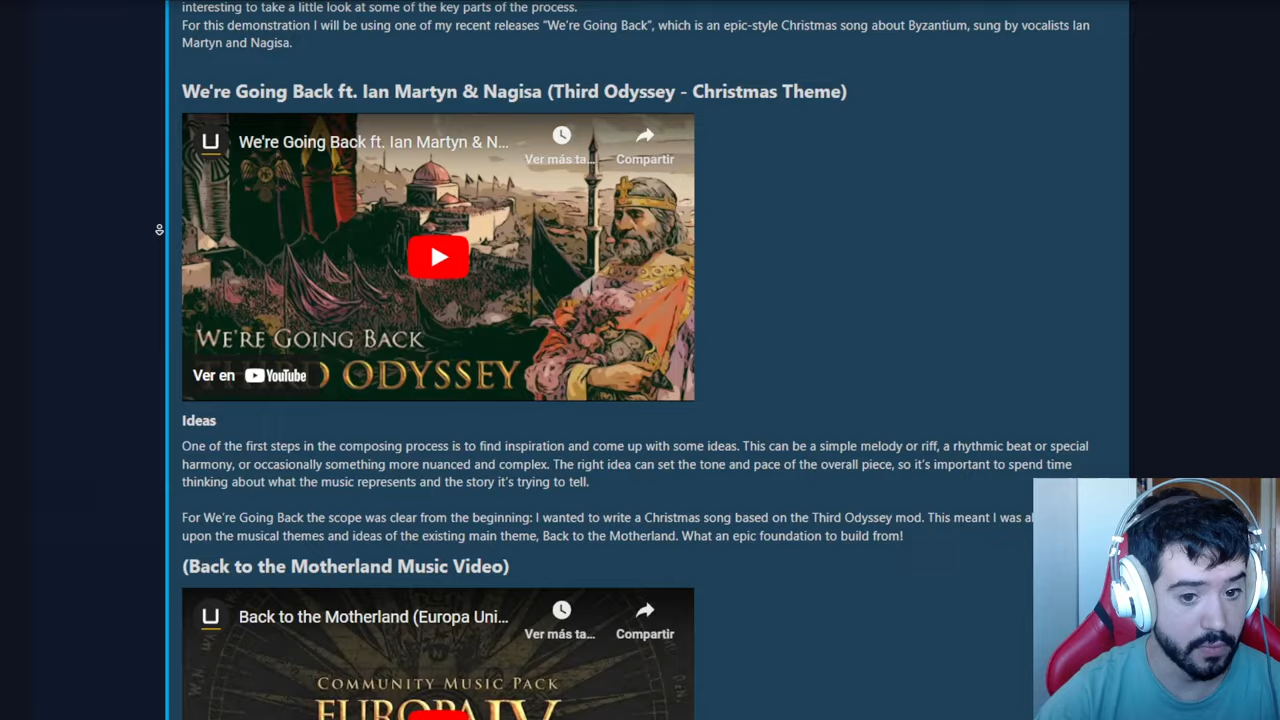 interesting to take a little look at some of the key parts of the process.
For this demonstration I will be using one of my recent releases "We're Going Back", which is an epic-style Christmas song about Byzantium, sung by vocalists Ian
Martyn and Nagisa.
We're Going Back ft. Ian Martyn & Nagisa (Third Odyssey - Christmas Theme)
We're Going Back ft. Ian Martyn & N...
Ver más ta...
Compartir
WE'RE GOING BACK
THIRD ODYSSEY
Ver en YouTube
Ideas
One of the first steps in the composing process is to find inspiration and come up with some ideas. This can be a simple melody or riff, a rhythmic beat or special
harmony, or occasionally something more nuanced and complex. The right idea can set the tone and pace of the overall piece, so it's important to spend time
thinking about what the music represents and the story it's trying to tell.
For We're Going Back the scope was clear from the beginning: I wanted to write a Christmas song based on the Third Odyssey mod. This meant I was
upon the musical themes and ideas of the existing main theme, Back to the Motherland. What an epic foundation to build from!
(Back to the Motherland Music Video)
Back to the Motherland (Europa Uni...
Ver más ta...
Compartir
COMMUNITY MUSIC PACK
EUROPA IV